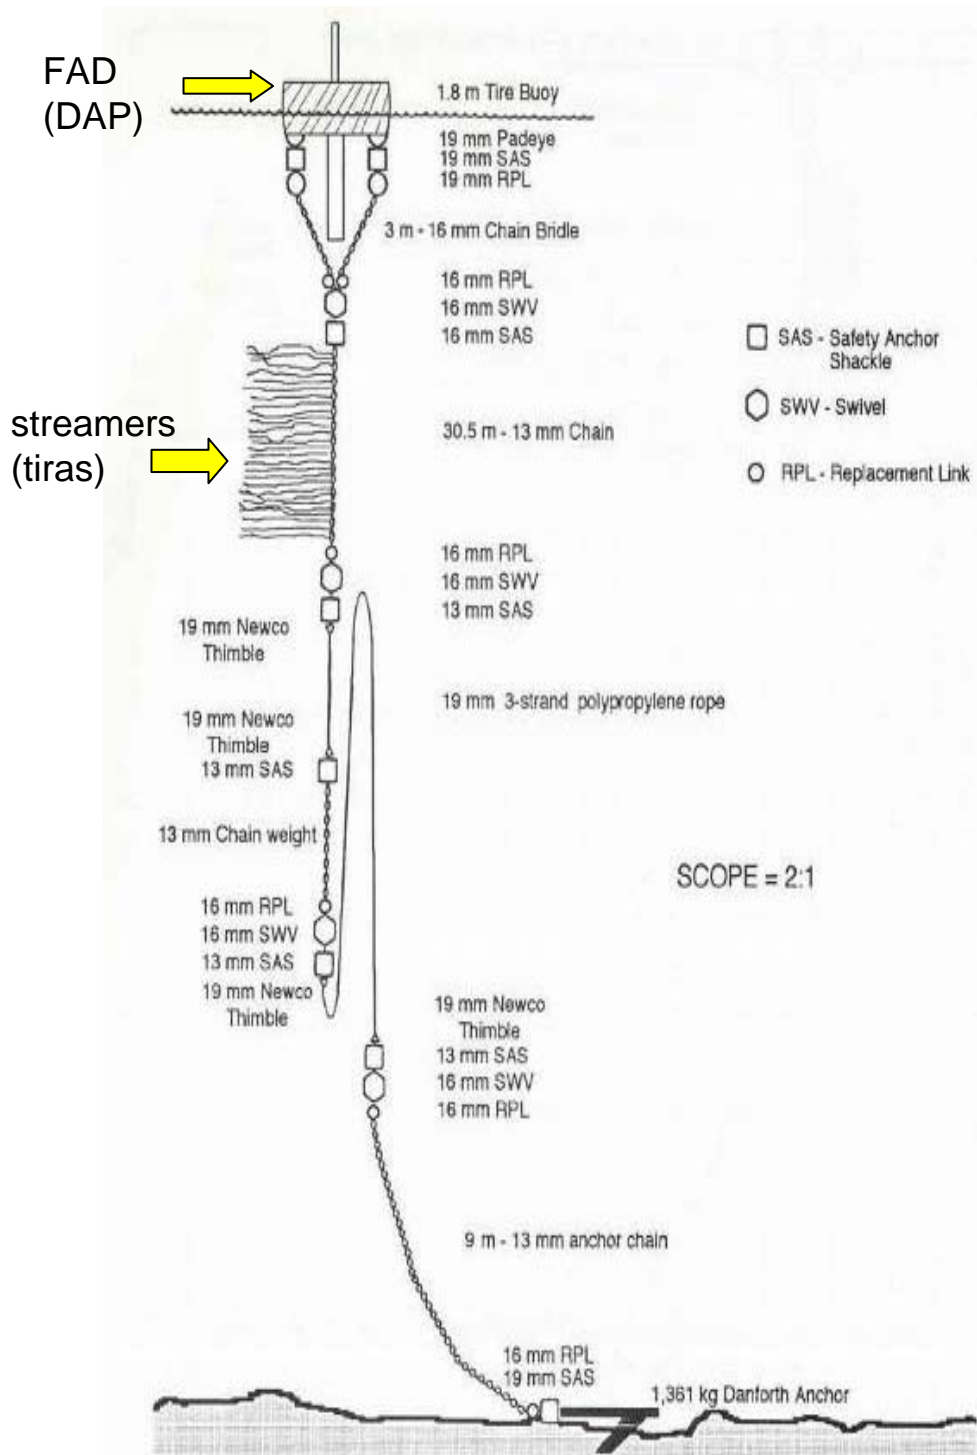 FAD
(DAP)
1.8 m Tire Buoy
19 mm Padeye
19 mm SAS
19 mm RPL
3 m - 16 mm Chain Bridle
16 mm RPL
16 mm SWV
16 mm SAS
SAS - Safety Anchor
Shackle
SWV - Swivel
RPL - Replacement Link
streamers
(tiras)
30.5 m - 13 mm Chain
16 mm RPL
16 mm SWV
13 mm SAS
19 mm Newco
Thimble
19 mm 3-strand polypropylene rope
19 mm Newco
Thimble
13 mm SAS
13 mm Chain weight
SCOPE = 2:1
16 mm RPL
16 mm SWV
13 mm SAS
19 mm Newco
Thimble
19 mm Newco
Thimble
13 mm SAS
16 mm SWV
16 mm RPL
9 m - 13 mm anchor chain
16 mm RPL
19 mm SAS
1,361 kg Danforth Anchor